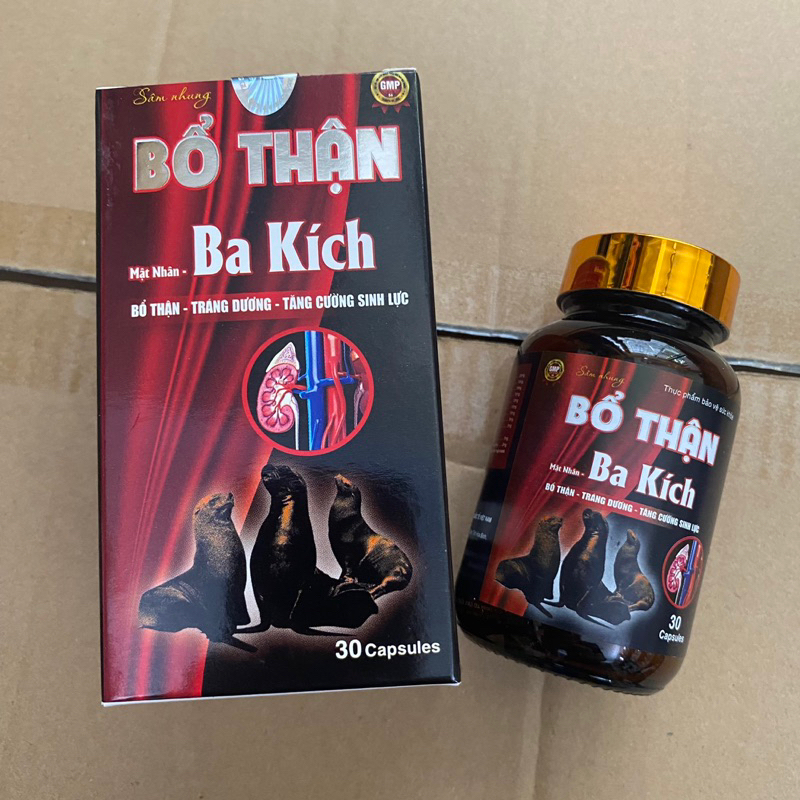 Sâm nhung
GMP
BỔ THẬN
Mật Nhân - Ba Kích
BỔ THẬN - TRÁNG DƯƠNG - TĂNG CƯỜNG SINH LỰC
30 Capsules
GMP
Sâm nhung
Thực phẩm bảo vệ sức khỏe
BỔ THẬN
Mật Nhân - Ba Kích
BỔ THẬN - TRÁNG DƯƠNG - TĂNG CƯỜNG SINH LỰC
30
Capsules